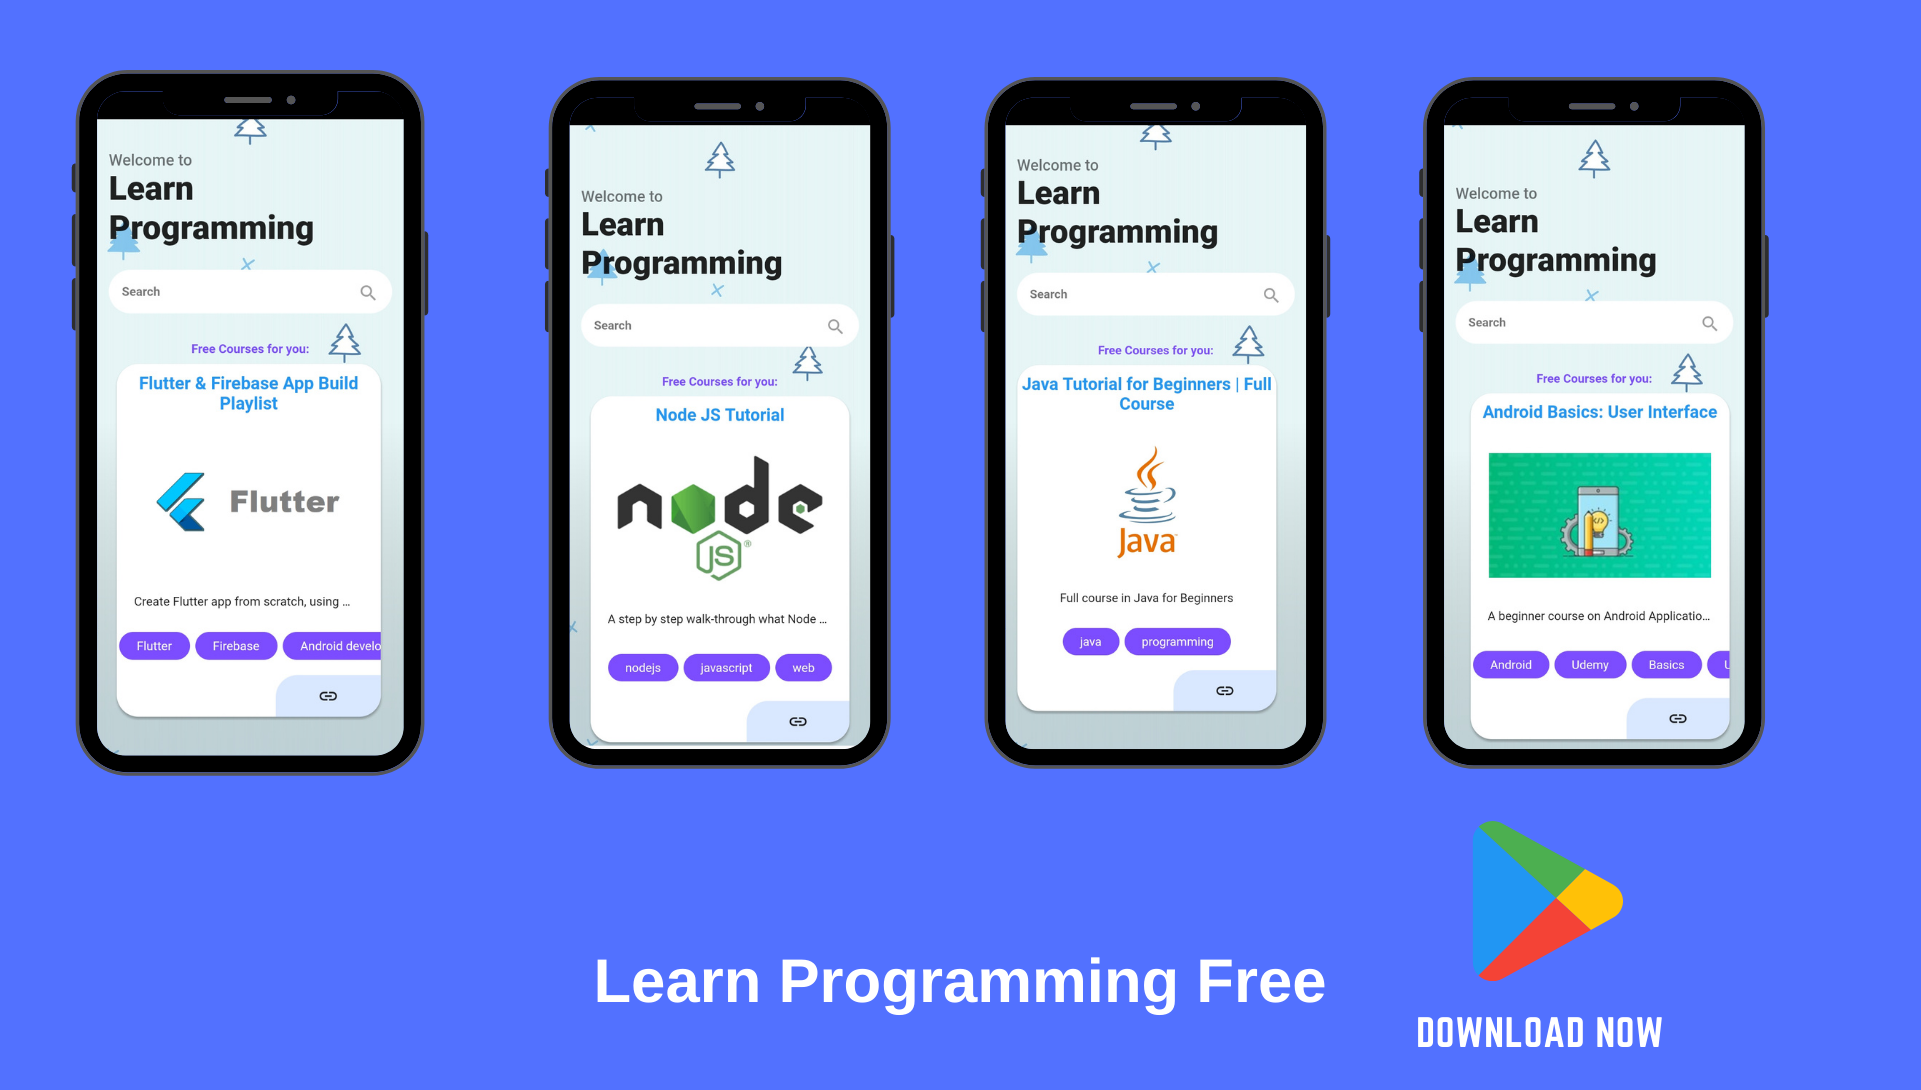 Welcome to
Learn
Programming
Search
Free Courses for you:
Flutter & Firebase App Build
Playlist
Flutter
Create Flutter app from scratch, using ...
Flutter
Firebase
Android develo
Welcome to
Learn
Programming
Search
Free Courses for you:
Node JS Tutorial
node
JS®
A step by step walk-through what Node ...
nodejs
javascript
web
Welcome to
Learn
Programming
Search
Free Courses for you:
Java Tutorial for Beginners | Full
Course
Java
Full course in Java for Beginners
java
programming
Welcome to
Learn
Programming
Search
Free Courses for you:
Android Basics: User Interface
A beginner course on Android Applicatio...
Android
Udemy
Basics
Learn Programming Free
DOWNLOAD NOW